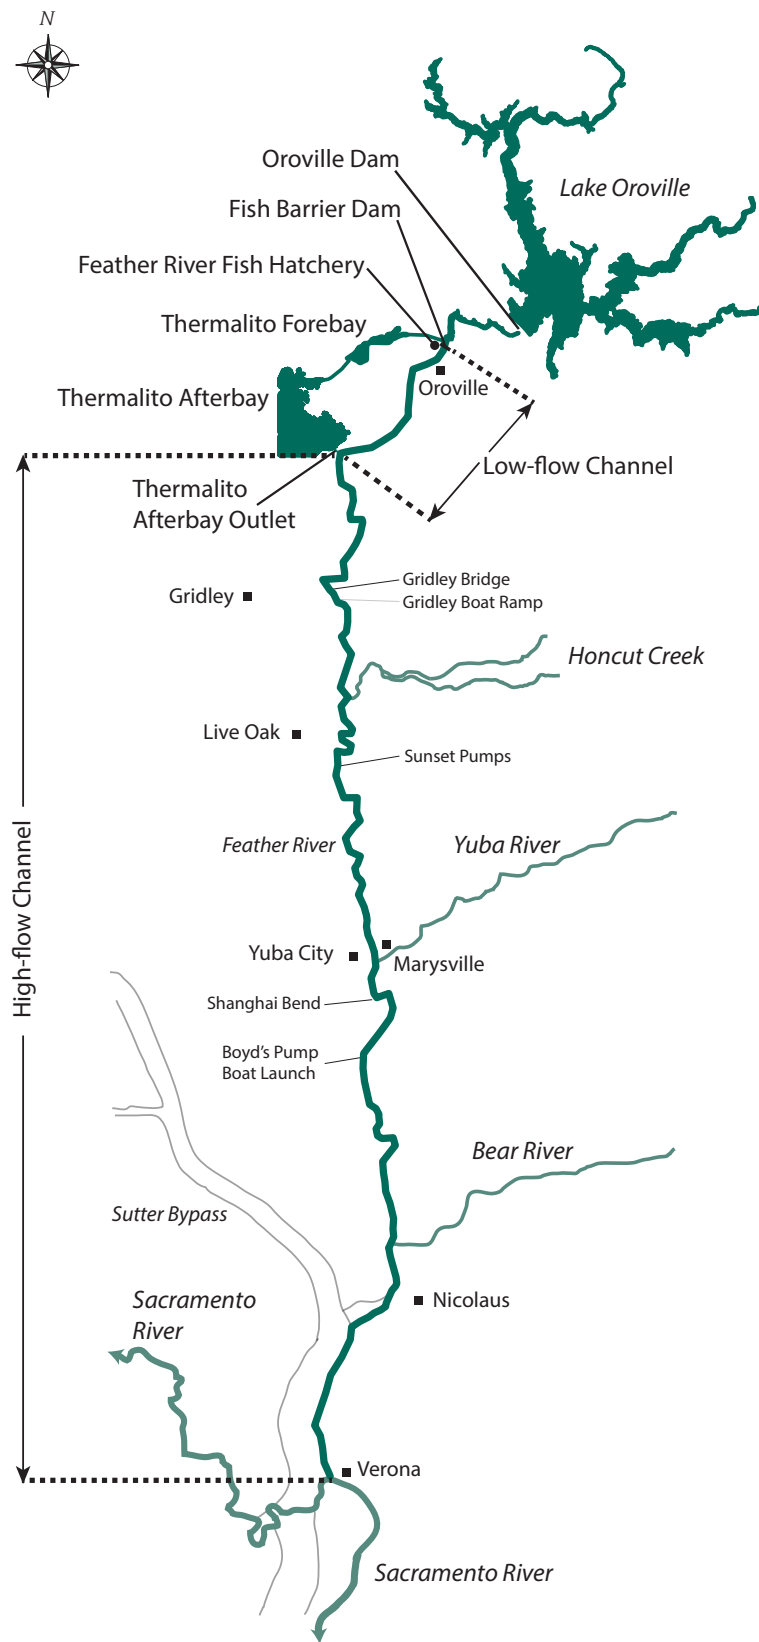 N
Oroville Dam
Lake Oroville
Fish Barrier Dam
Feather River Fish Hatchery
Thermalito Forebay
Oroville
Thermalito Afterbay
Low-flow Channel
Thermalito
Afterbay Outlet
Gridley Bridge
Gridley
Gridley Boat Ramp
Honcut Creek
Live Oak
Sunset Pumps
Feather River
Yuba River
High-flow Channel
Yuba City
Marysville
Shanghai Bend
Boyd's Pump
Boat Launch
Bear River
Sutter Bypass
Sacramento
River
Nicolaus
Verona
Sacramento River